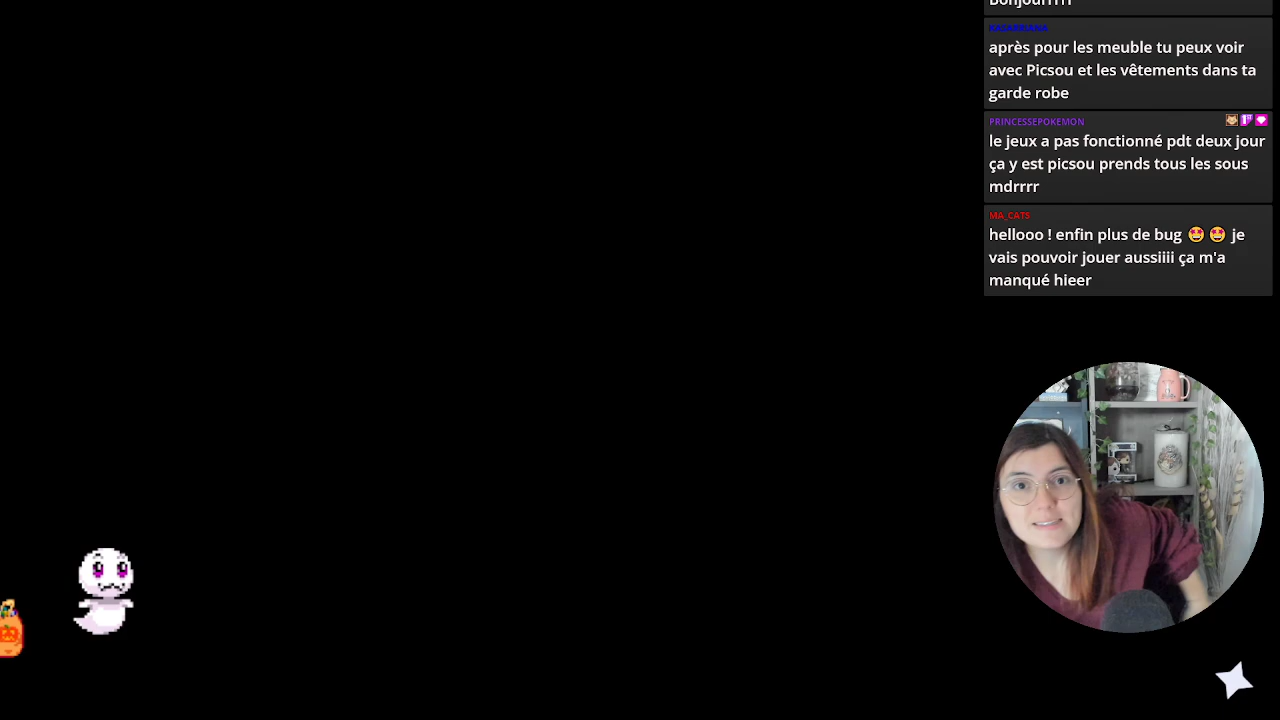 après pour les meuble tu peux voir
avec Picsou et les vêtements dans ta
garde robe
PRINCESSEPOKEMON
le jeux a pas fonctionné pdt deux jour
ça y est picsou prends tous les sous
mdrrrr
MA_CATS
hellooo ! enfin plus de bug 🤩 🤩 je
vais pouvoir jouer aussiiii ça m'a
manqué hieer